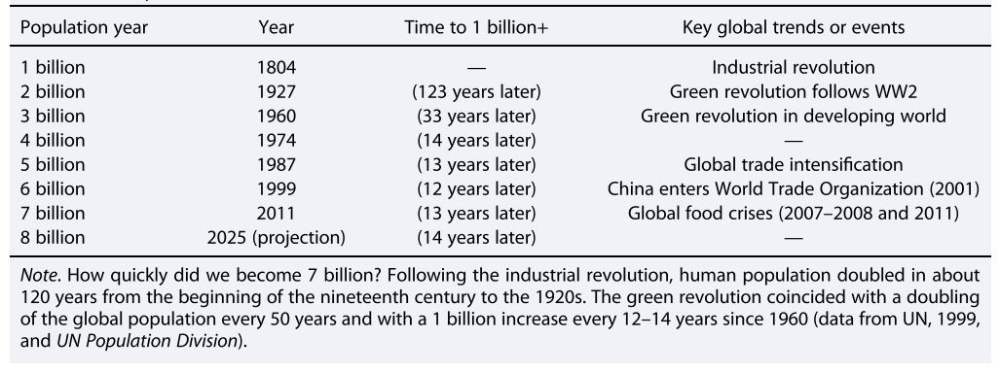 Population year Year Time to 1 billion+ Key global trends or events
1 billion 1804 — Industrial revolution
2 billion 1927 (123 years later) Green revolution follows WW2
3 billion 1960 (33 years later) Green revolution in developing world
4 billion 1974 (14 years later) —
5 billion 1987 (13 years later) Global trade intensification
6 billion 1999 (12 years later) China enters World Trade Organization (2001)
7 billion 2011 (13 years later) Global food crises (2007–2008 and 2011)
8 billion 2025 (projection) (14 years later) —
Note. How quickly did we become 7 billion? Following the industrial revolution, human population doubled in about
120 years from the beginning of the nineteenth century to the 1920s. The green revolution coincided with a doubling
of the global population every 50 years and with a 1 billion increase every 12–14 years since 1960 (data from UN, 1999,
and UN Population Division).